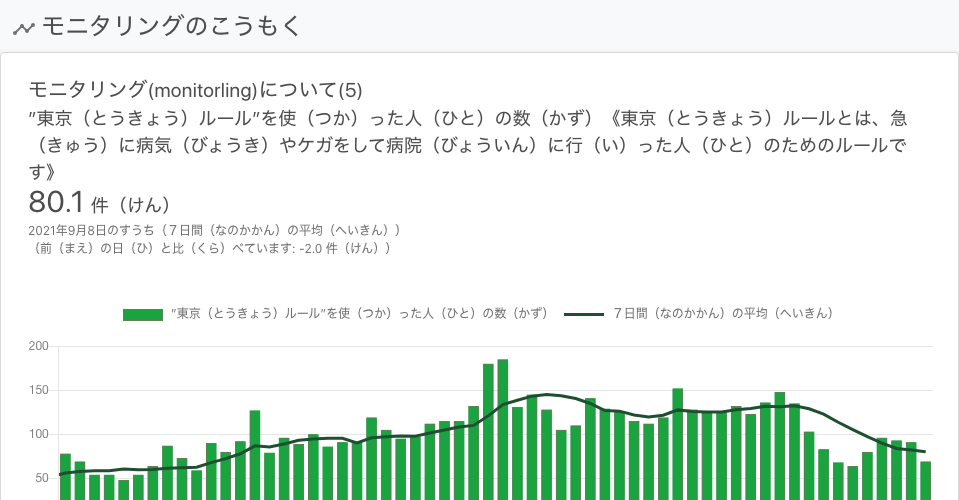 モニタリングのこうもく
モニタリング(monitorling)について(5)
”東京（とうきょう）ルール”を使（つか）った人（ひと）の数（かず）《東京（とうきょう）ルールとは、急
（きゅう）に病気（びょうき）やケガをして病院（びょういん）に行（い）った人（ひと）のためのルールで
す》
80.1 件（けん）
2021年9月8日のすうち（７日間（なのかかん）の平均（へいきん））
（前（まえ）の日（ひ）と比（くら）べています: -2.0 件（けん））
”東京（とうきょう）ルール”を使（つか）った人（ひと）の数（かず） ７日間（なのかかん）の平均（へいきん）
200
150
100
50